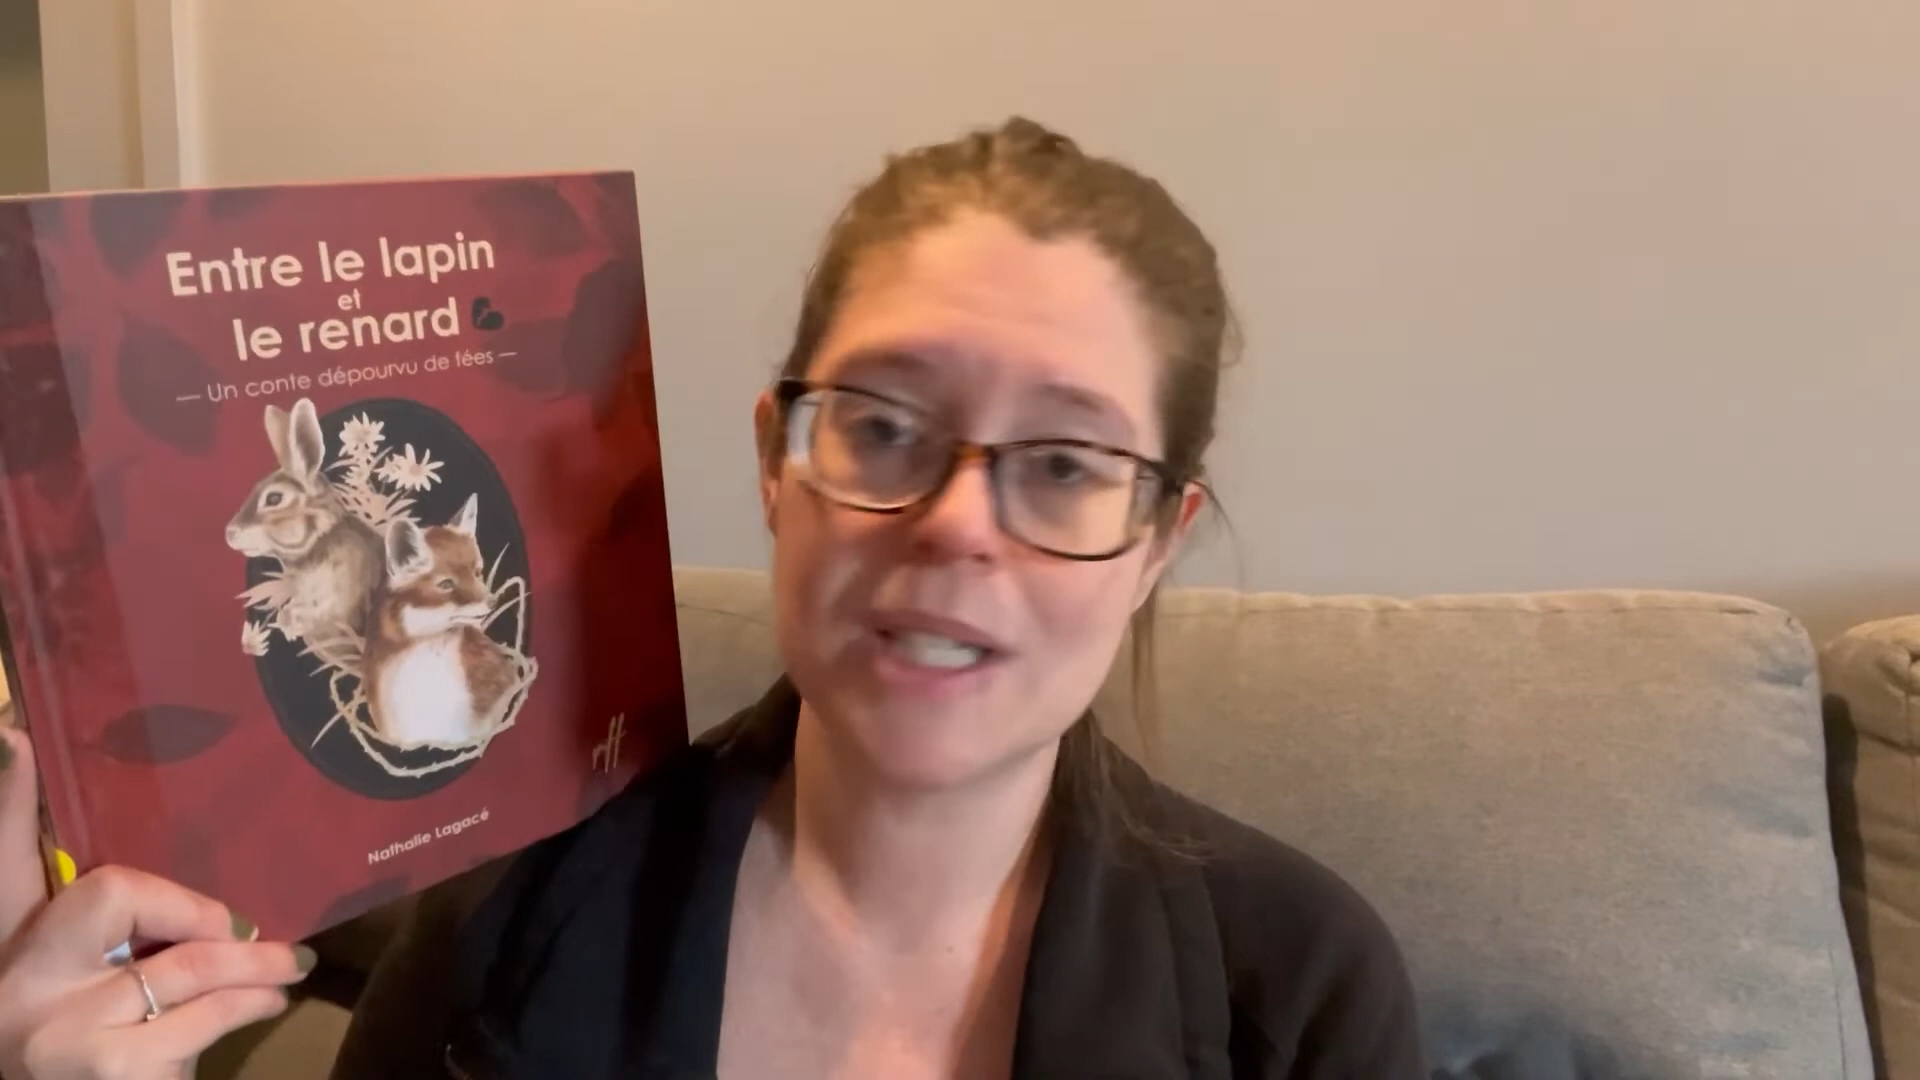 Entre le lapin
et
le renard
— Un conte dépourvu de fées —
Nathalie Lagacé